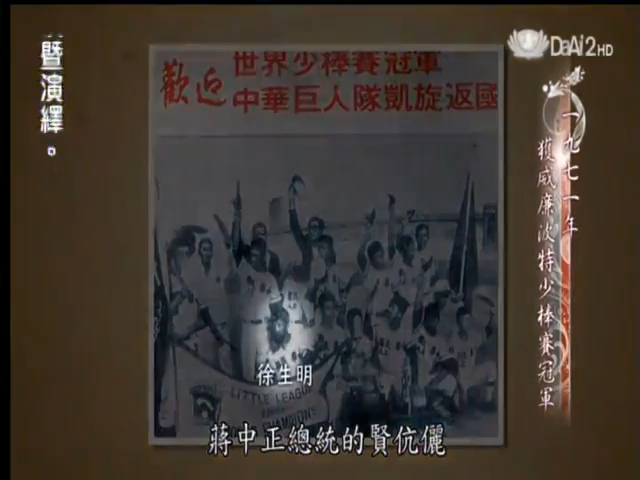 暨演繹。
DaAi2HD
歡迎
世界少棒賽冠軍
中華巨人隊凱旋返國
一九七一年
獲威廉波特少棒賽冠軍
徐生明
LITTLE LEAGUE
CHAMPIONS
蔣中正總統的賢伉儷